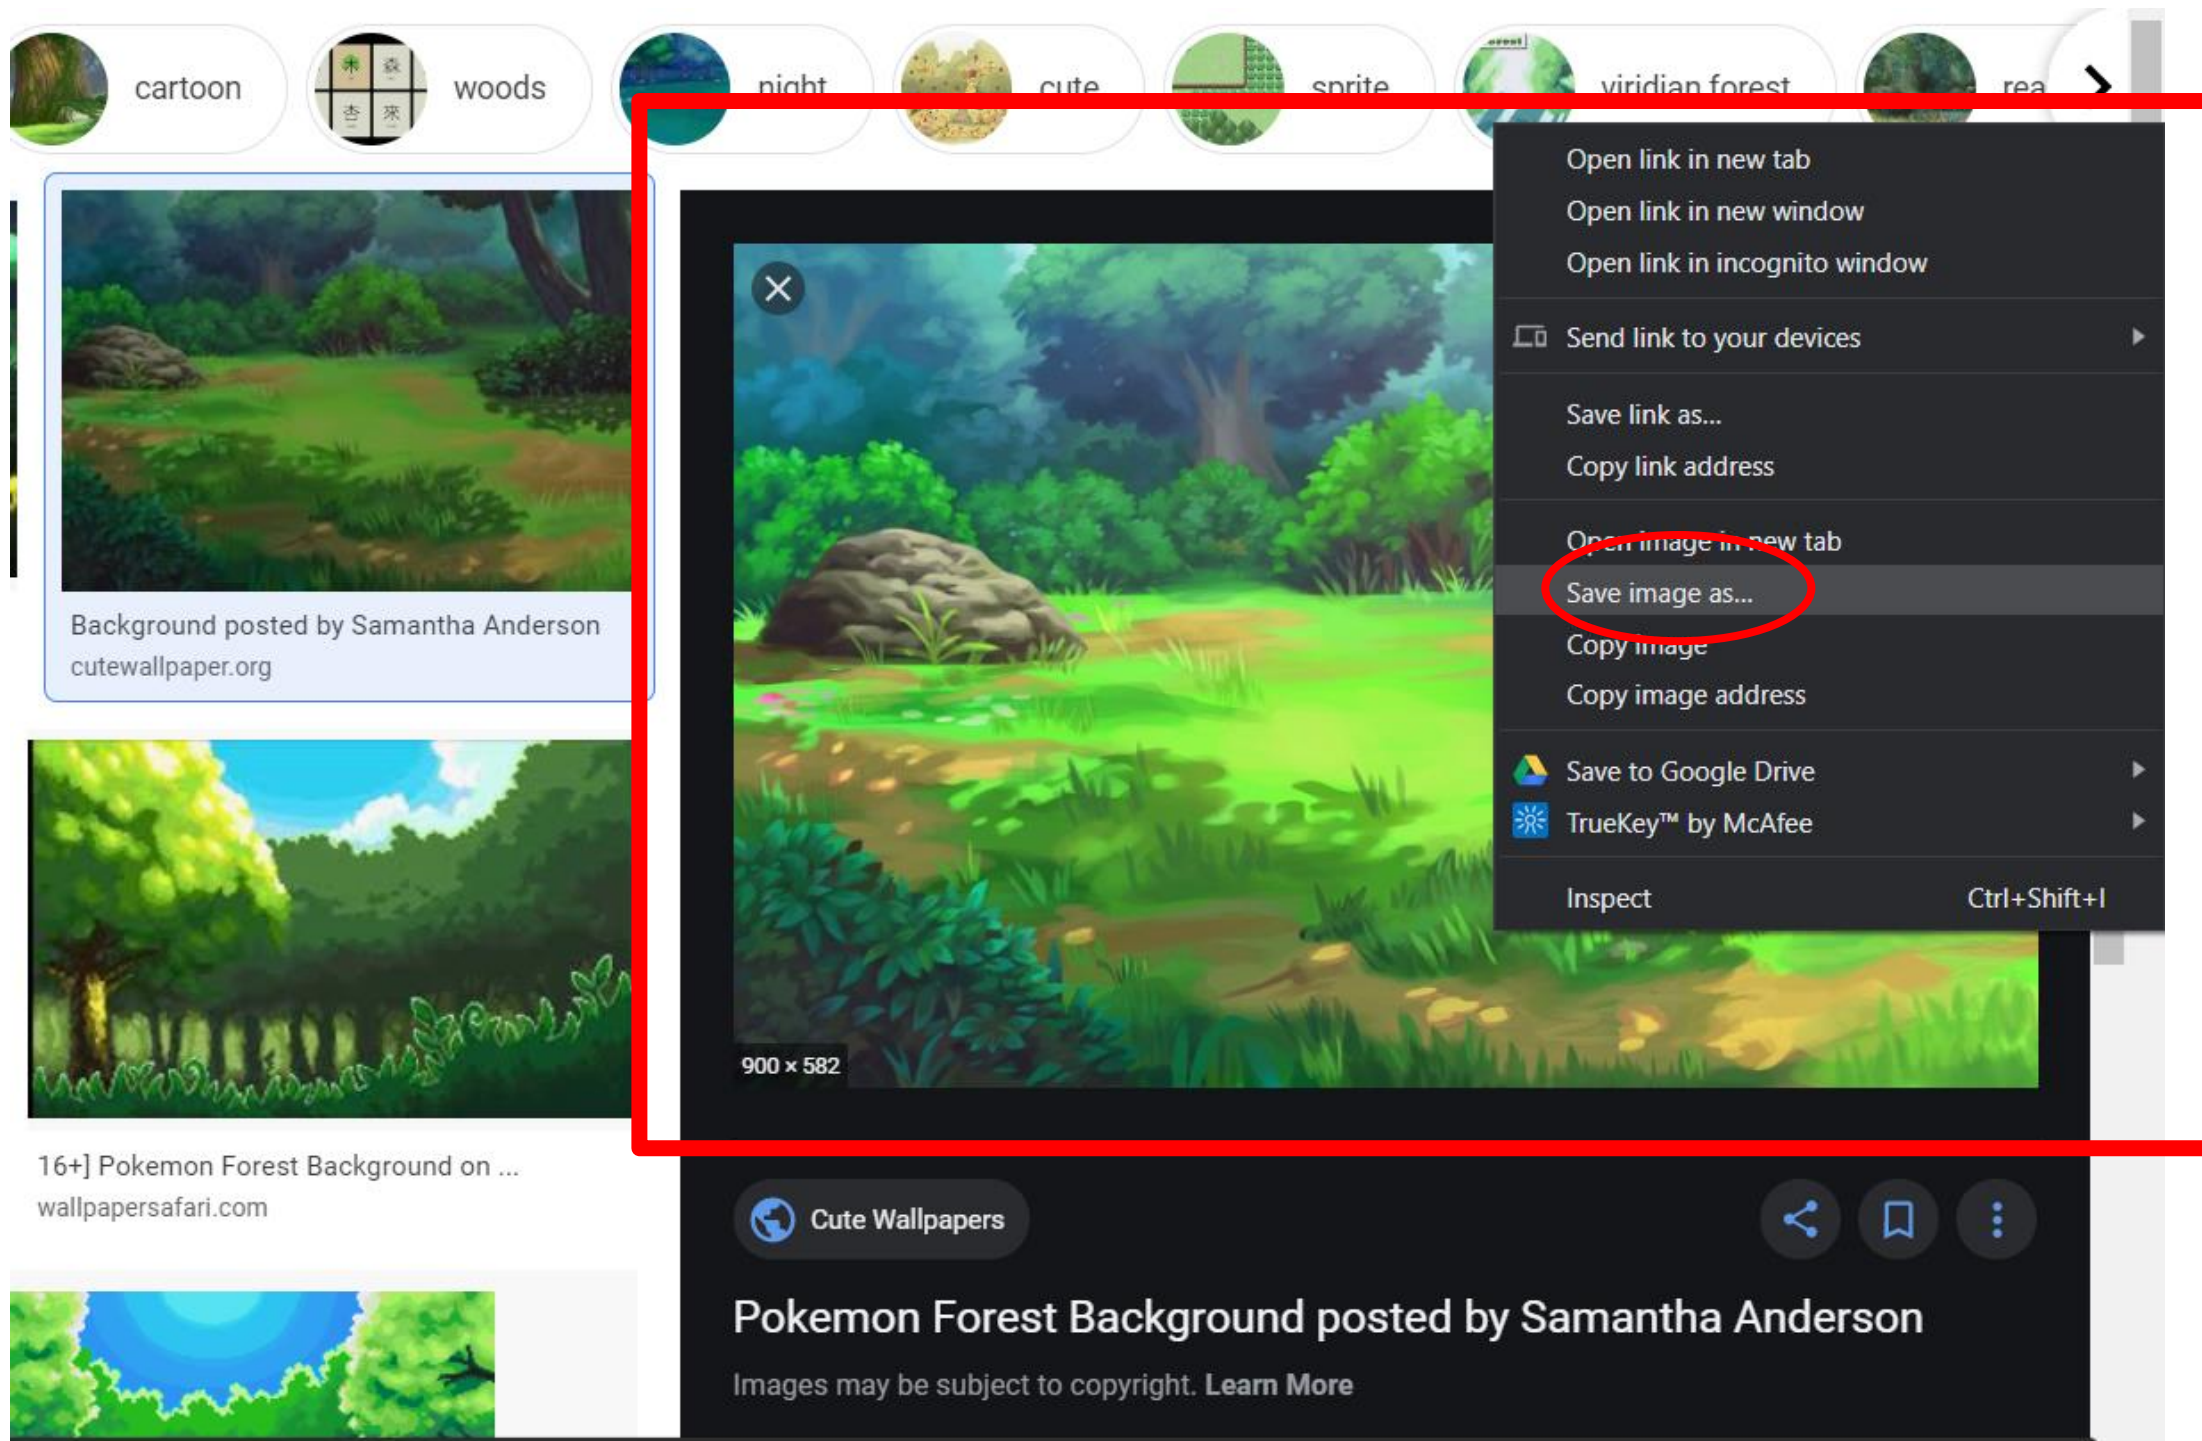 cartoon
木 森
杏 來
woods
night
cute
sprite
viridian forest
rea
Open link in new tab
Open link in new window
Open link in incognito window
Send link to your devices
Save link as...
Copy link address
Open image in new tab
Save image as...
Copy image
Copy image address
Save to Google Drive
TrueKey™ by McAfee
Inspect Ctrl+Shift+I
Background posted by Samantha Anderson
cutewallpaper.org
900 × 582
16+] Pokemon Forest Background on ...
wallpapersafari.com
Cute Wallpapers
Pokemon Forest Background posted by Samantha Anderson
Images may be subject to copyright. Learn More